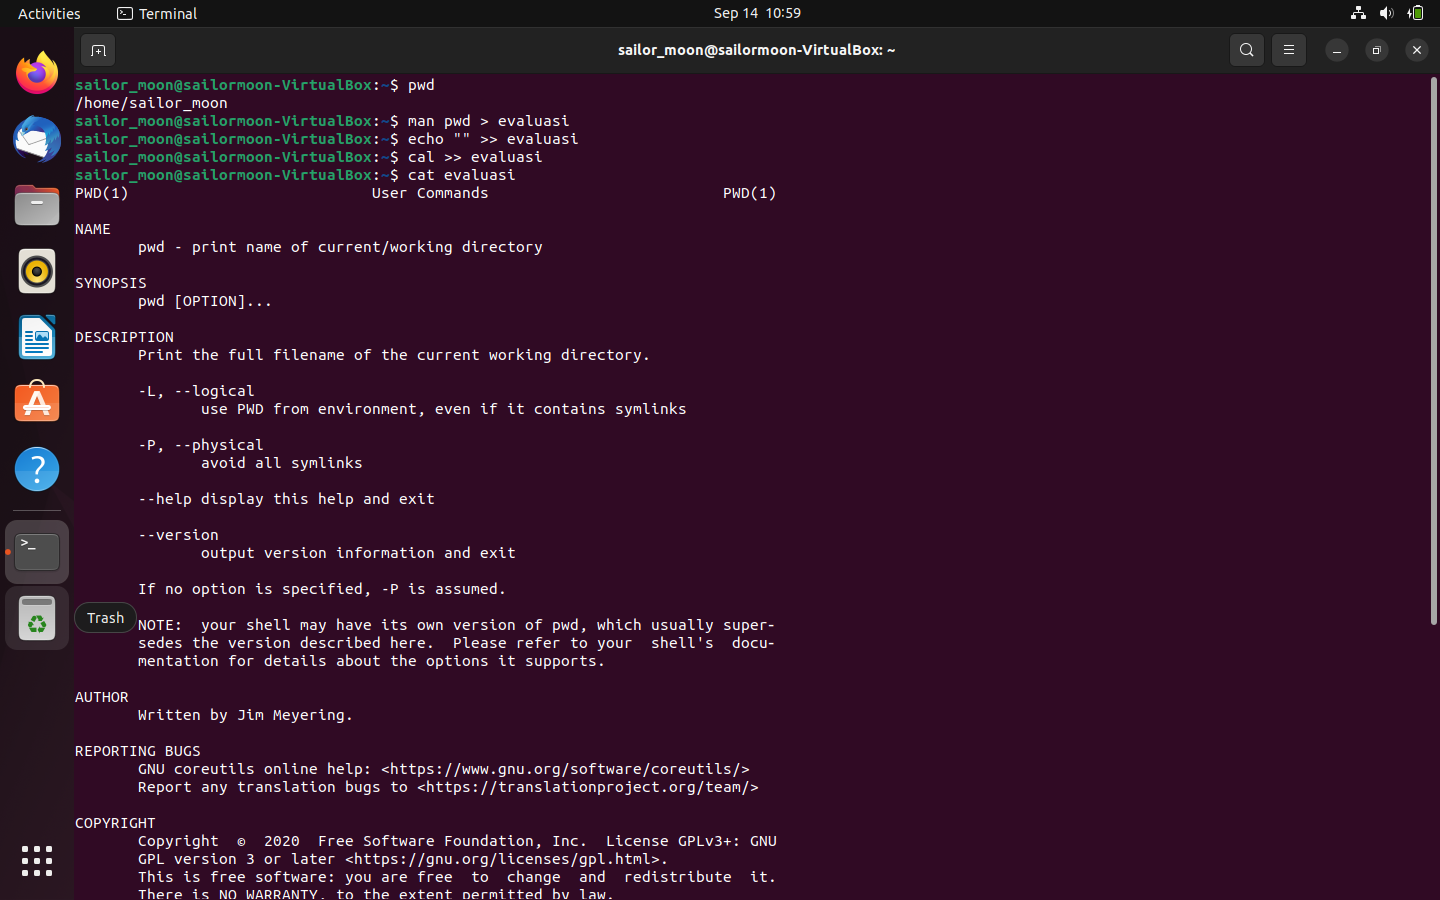 Activities
Terminal
Sep 14 10:59
sailor_moon@sailormoon-VirtualBox: ~
sailor_moon@sailormoon-VirtualBox:~$ pwd
/home/sailor_moon
sailor_moon@sailormoon-VirtualBox:~$ man pwd > evaluasi
sailor_moon@sailormoon-VirtualBox:~$ echo "" >> evaluasi
sailor_moon@sailormoon-VirtualBox:~$ cal >> evaluasi
sailor_moon@sailormoon-VirtualBox:~$ cat evaluasi
PWD(1)                           User Commands                          PWD(1)
NAME
       pwd - print name of current/working directory
SYNOPSIS
       pwd [OPTION]...
DESCRIPTION
       Print the full filename of the current working directory.
       -L, --logical
              use PWD from environment, even if it contains symlinks
       -P, --physical
              avoid all symlinks
       --help display this help and exit
       --version
              output version information and exit
       If no option is specified, -P is assumed.
Trash
       NOTE:  your shell may have its own version of pwd, which usually super-
       sedes the version described here.  Please refer to your  shell's  docu-
       mentation for details about the options it supports.
AUTHOR
       Written by Jim Meyering.
REPORTING BUGS
       GNU coreutils online help: <https://www.gnu.org/software/coreutils/>
       Report any translation bugs to <https://translationproject.org/team/>
COPYRIGHT
       Copyright  ©  2020  Free Software Foundation, Inc.  License GPLv3+: GNU
       GPL version 3 or later <https://gnu.org/licenses/gpl.html>.
       This is free software: you are free  to  change  and  redistribute  it.
       There is NO WARRANTY, to the extent permitted by law.